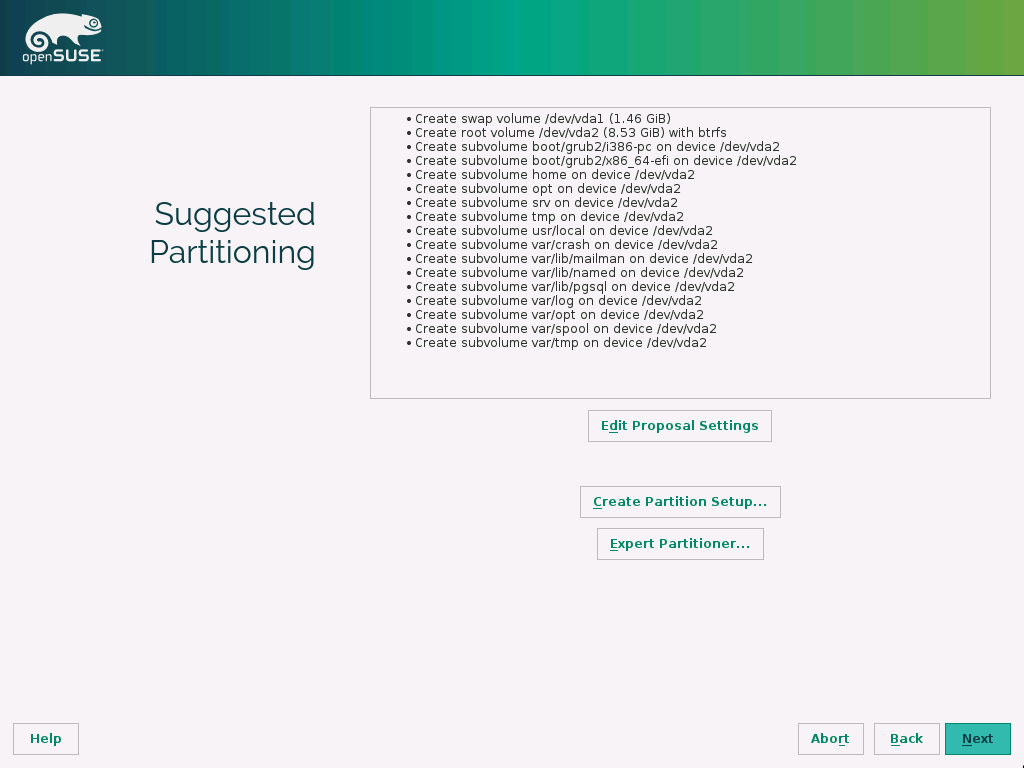 openSUSE
Suggested
Partitioning
• Create swap volume /dev/vda1 (1.46 GiB)
• Create root volume /dev/vda2 (8.53 GiB) with btrfs
• Create subvolume boot/grub2/i386-pc on device /dev/vda2
• Create subvolume boot/grub2/x86_64-efi on device /dev/vda2
• Create subvolume home on device /dev/vda2
• Create subvolume opt on device /dev/vda2
• Create subvolume srv on device /dev/vda2
• Create subvolume tmp on device /dev/vda2
• Create subvolume usr/local on device /dev/vda2
• Create subvolume var/crash on device /dev/vda2
• Create subvolume var/lib/mailman on device /dev/vda2
• Create subvolume var/lib/named on device /dev/vda2
• Create subvolume var/lib/pgsql on device /dev/vda2
• Create subvolume var/log on device /dev/vda2
• Create subvolume var/opt on device /dev/vda2
• Create subvolume var/spool on device /dev/vda2
• Create subvolume var/tmp on device /dev/vda2
Edit Proposal Settings
Create Partition Setup...
Expert Partitioner...
Help
Abort
Back
Next